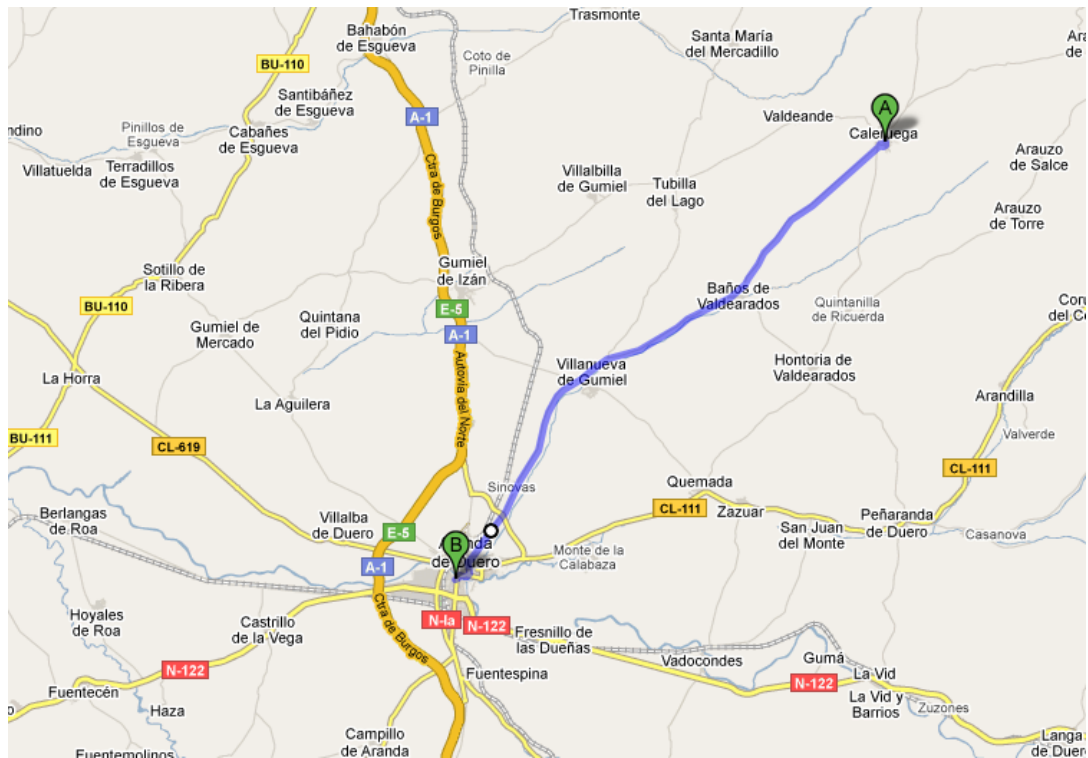 Trasmonte
Bahabón
de Esgueva
Santa María
del Mercadillo
Coto de
Pinilla
BU-110
Santibáñez
de Esgueva
A
Valdeande
A-1
Caleruega
Pinillos de
Esgueva
Cabañes
de Esgueva
Arauzo
de Salce
Villatuelda
Terradillos
de Esgueva
Ctra de Burgos
Villalbilla
de Gumiel
Tubilla
del Lago
Arauzo
de Torre
Sotillo de
la Ribera
Gumiel
de Izán
Baños de
Valdearados
BU-110
E-5
Quintanilla
de Ricuerda
Gumiel de
Mercado
Quintana
del Pidio
A-1
Autovía del Norte
Villanueva
de Gumiel
Hontoria de
Valdearados
La Horra
La Aguilera
Arandilla
BU-111
CL-619
Valverde
CL-111
Sinovas
Quemada
Berlangas
de Roa
Villalba
de Duero
E-5
CL-111
Zazuar
San Juan
del Monte
Peñaranda
de Duero
Casanova
B
Aranda
de Duero
Monte de la
Calabaza
A-1
Hoyales
de Roa
Castrillo
de la Vega
Ctra de Burgos
N-Ia
N-122
Fresnillo de
las Dueñas
Vadocondes
Gumá
La Vid
N-122
Fuentespina
N-122
La Vid y
Barrios
Zuzones
Fuentecén
Haza
Campillo
de Aranda
Langa
de Duer
Fuentemolinos